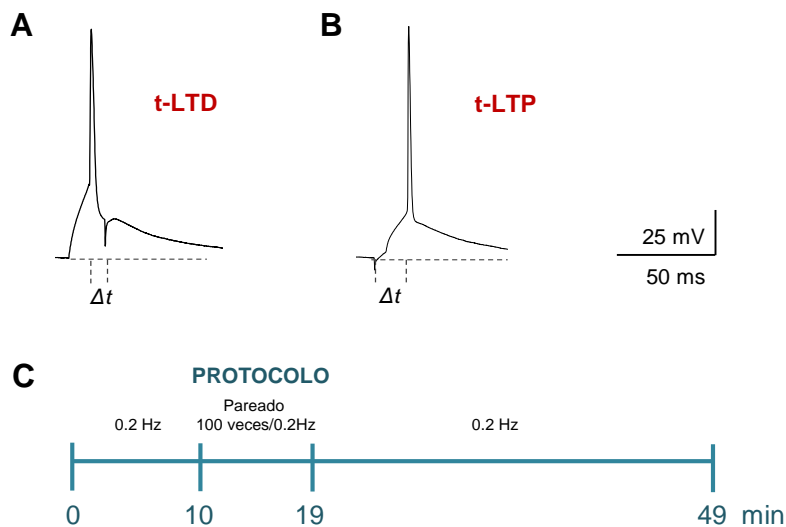 A
B
t-LTD
t-LTP
25 mV
50 ms
Δt
Δt
C
PROTOCOLO
0.2 Hz
Pareado
100 veces/0.2Hz
0.2 Hz
0 10 19 49 min